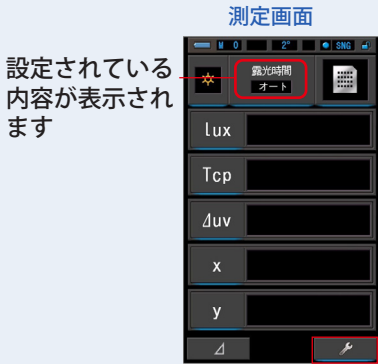 測定画面
M 0 2° SNG
設定されている
内容が表示され
ます
露光時間
オート
lux
Tcp
⊿uv
x
y
⊿